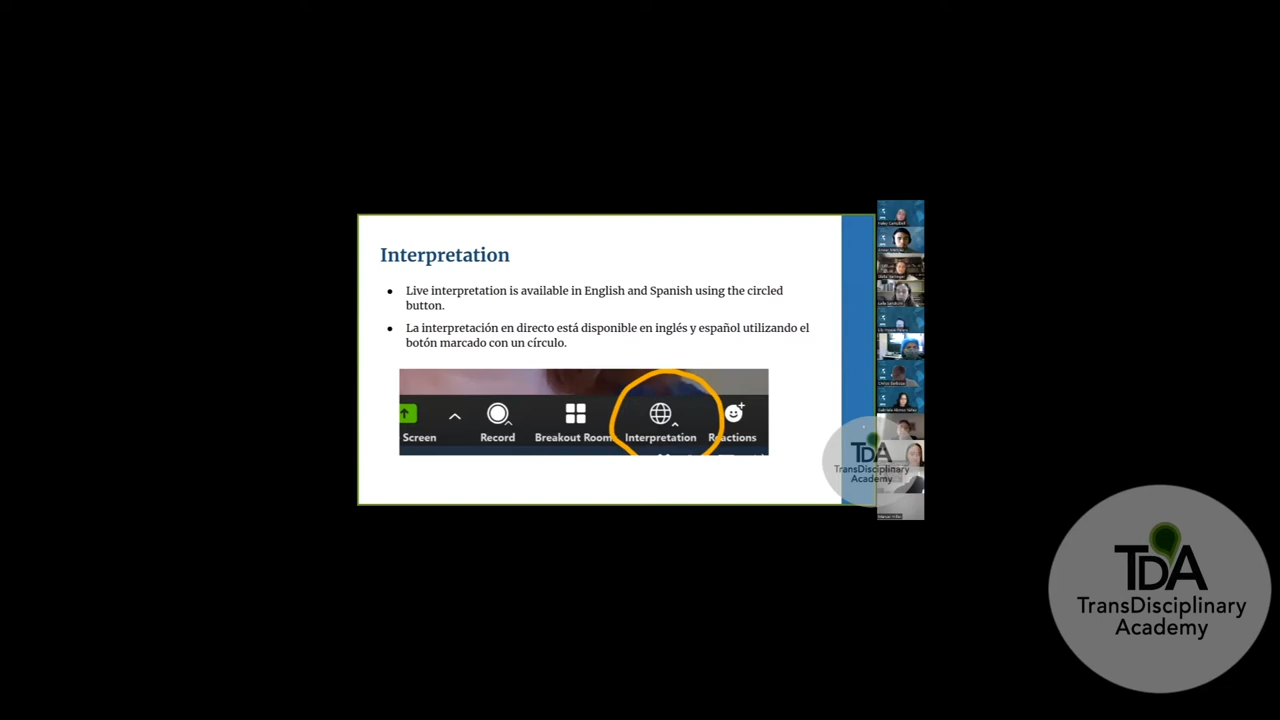 Interpretation
Live interpretation is available in English and Spanish using the circled
button.
La interpretación en directo está disponible en inglés y español utilizando el
botón marcado con un círculo.
Screen
Record
Breakout Room
Interpretation
Reactions
TDA
TransDisciplinary
Academy
Haley Campbell
TDA
TransDisciplinary
Academy